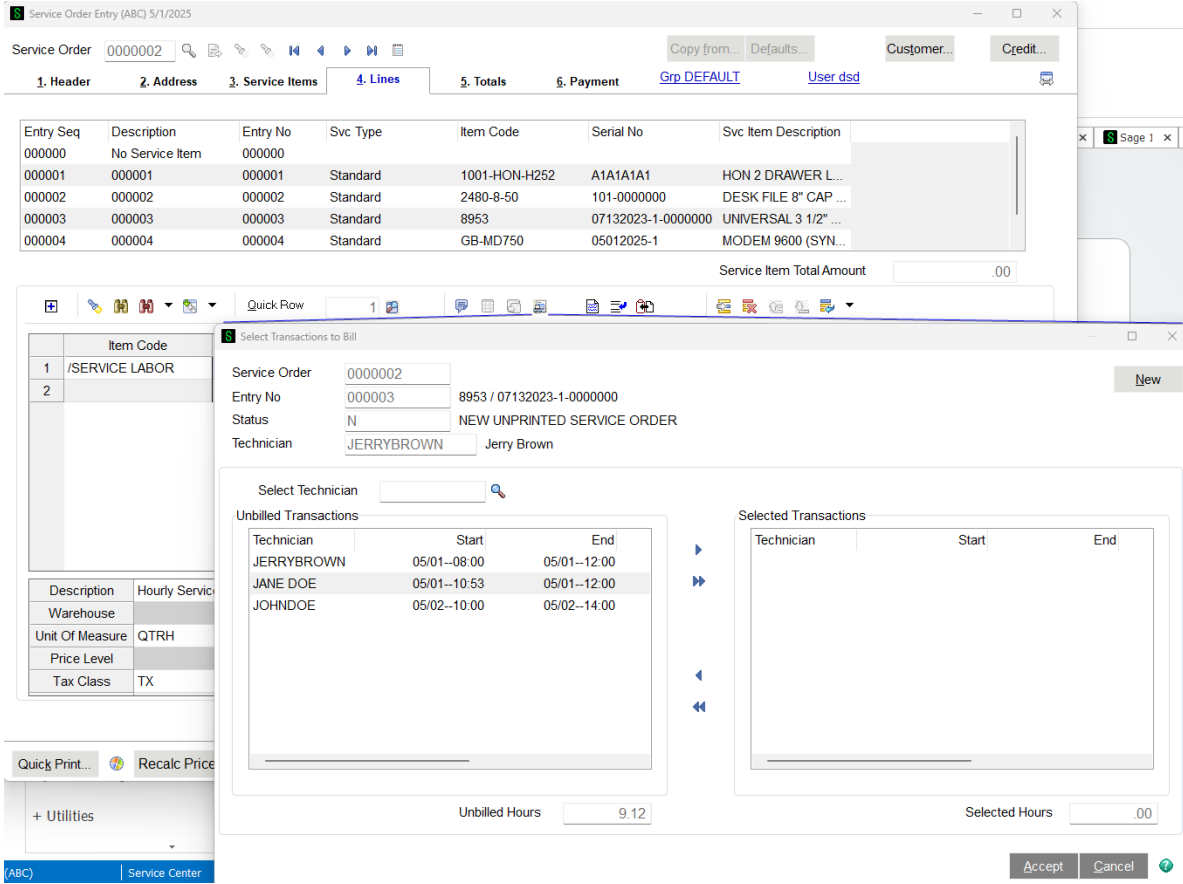 S Service Order Entry (ABC) 5/1/2025
Service Order 0000002 Copy from... Defaults... Customer... Credit...
1. Header 2. Address 3. Service Items 4. Lines 5. Totals 6. Payment Grp DEFAULT User dsd
S Sage 1
Entry Seq Description Entry No Svc Type Item Code Serial No Svc Item Description
000000 No Service Item 000000
000001 000001 000001 Standard 1001-HON-H252 A1A1A1A1 HON 2 DRAWER L...
000002 000002 000002 Standard 2480-8-50 101-0000000 DESK FILE 8" CAP ...
000003 000003 000003 Standard 8953 07132023-1-0000000 UNIVERSAL 3 1/2" ...
000004 000004 000004 Standard GB-MD750 05012025-1 MODEM 9600 (SYN...
Service Item Total Amount .00
Quick Row 1
Item Code
1 /SERVICE LABOR
2
Description Hourly Servic
Warehouse
Unit Of Measure QTRH
Price Level
Tax Class TX
Quick Print... Recalc Price
+ Utilities
(ABC) Service Center
S Select Transactions to Bill
Service Order 0000002
New
Entry No 000003 8953 / 07132023-1-0000000
Status N NEW UNPRINTED SERVICE ORDER
Technician JERRYBROWN Jerry Brown
Select Technician
Unbilled Transactions
Technician Start End
JERRYBROWN 05/01--08:00 05/01--12:00
JANE DOE 05/01--10:53 05/01--12:00
JOHNDOE 05/02--10:00 05/02--14:00
Unbilled Hours 9.12
Selected Transactions
Technician Start End
Selected Hours .00
Accept Cancel